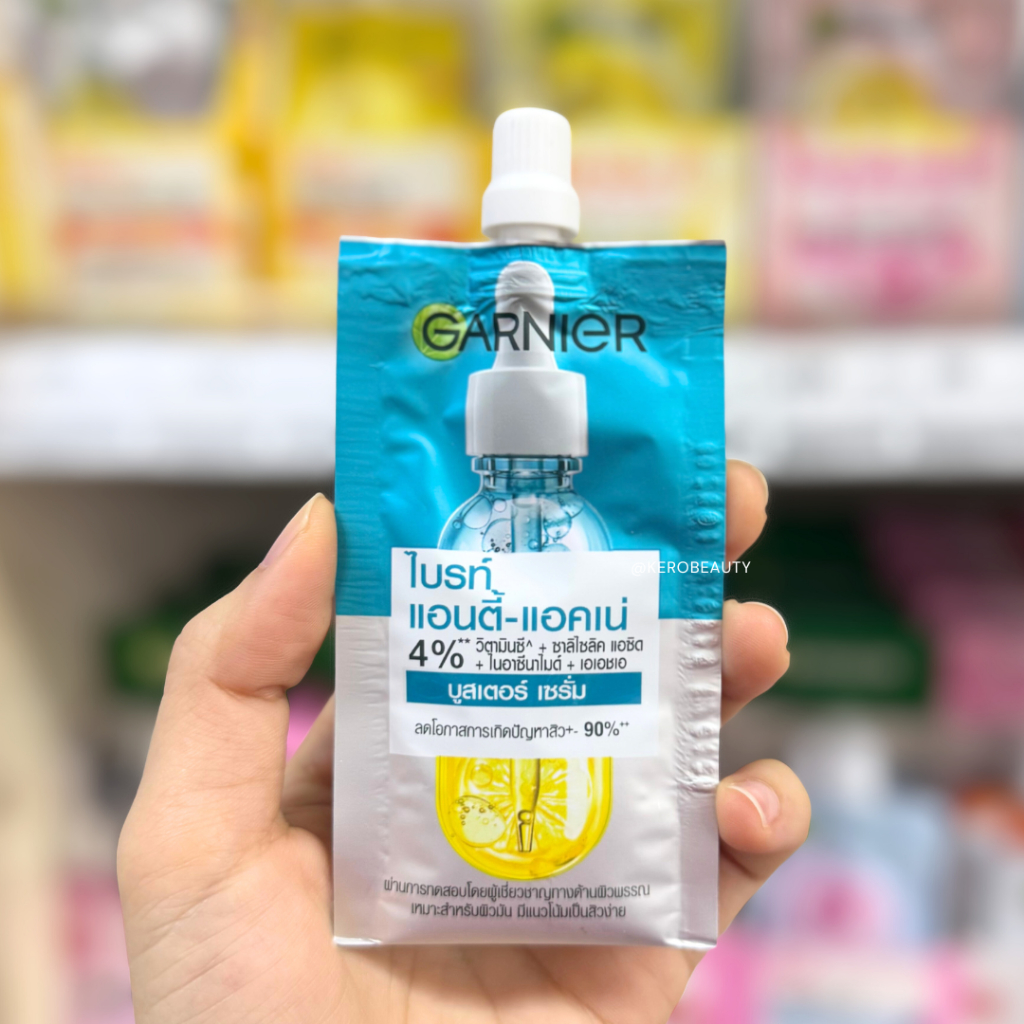 GARNIER
ไบรท์
แอนตี้-แอคเน่
4%** วิตามินซี^ + ซาลิไซลิค แอซิด
+ ไนอาซินาไมด์ + เอเอชเอ
บูสเตอร์ เซรั่ม
ลดโอกาสการเกิดปัญหาสิว+- 90%**
ผ่านการทดสอบโดยผู้เชี่ยวชาญทางด้านผิวพรรณ
เหมาะสำหรับผิวมัน มีแนวโน้มเป็นสิวง่าย
@KEROBEAUTY